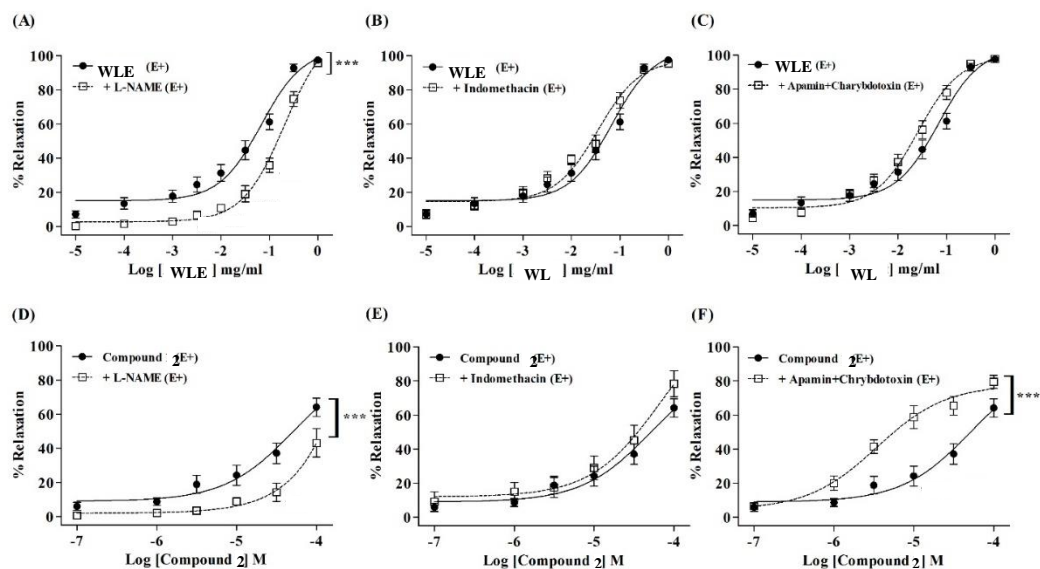 (A)
(B)
(C)
100
80
60
40
20
0
% Relaxation
WLE (E+)
+ L-NAME (E+)
***
-5 -4 -3 -2 -1 0
Log [ WLE ] mg/ml
100
80
60
40
20
0
% Relaxation
WLE (E+)
+ Indomethacin (E+)
-5 -4 -3 -2 -1 0
Log [ WL ] mg/ml
100
80
60
40
20
0
% Relaxation
WLE (E+)
+ Apamin+Charybdotoxin (E+)
-5 -4 -3 -2 -1 0
Log [ WL ] mg/ml
(D)
(E)
(F)
100
80
60
40
20
0
% Relaxation
Compound 2E+)
+ L-NAME (E+)
***
-7 -6 -5 -4
Log [Compound 2] M
100
80
60
40
20
0
% Relaxation
Compound 2E+)
+ Indomethacin (E+)
-7 -6 -5 -4
Log [Compound 2] M
100
80
60
40
20
0
% Relaxation
Compound 2E+)
+ Apamin+Chrybdotoxin (E+)
***
-7 -6 -5 -4
Log [Compound 2] M